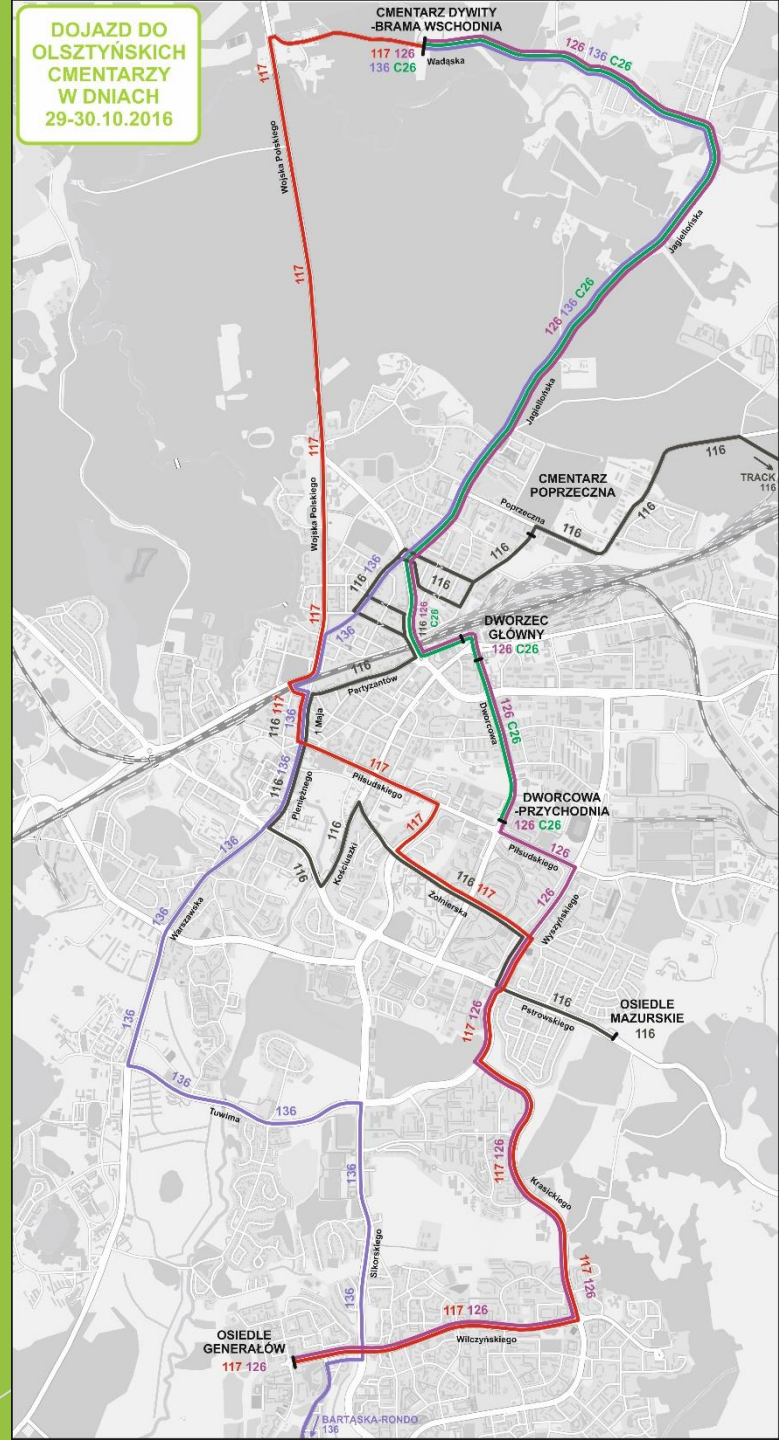 DOJAZD DO
OLSZTYŃSKICH
CMENTARZY
W DNIACH
29-30.10.2016
CMENTARZ DYWITY
-BRAMA WSCHODNIA
117 126
136 C26
Wadąska
126 136 C26
117
Wojska Polskiego
Jagiellońska
117
126 136 C26
Jagiellońska
117
Wojska Polskiego
116
TRACK
116
CMENTARZ
POPRZECZNA
Poprzeczna
116
116
116
116
116 136
136
117
116 126
C26
DWORZEC
GŁÓWNY
126 C26
116
Partyzantów
116 117
136
1 Maja
Dworcowa
126 C26
117
Piłsudskiego
116 136
Pieniężnego
DWORCOWA
-PRZYCHODNIA
126 C26
Piłsudskiego
126
116
117
Kościuszki
116
136
116 117
Żołnierska
126
Wyszyńskiego
136
Warszawska
116
Pstrowskiego
OSIEDLE
MAZURSKIE
116
117 126
136
136
Tuwima
136
136
117 126
Krasickiego
Sikorskiego
136
117 126
117 126
Wilczyńskiego
OSIEDLE
GENERAŁÓW
117 126
BARTĄSKA-RONDO
136